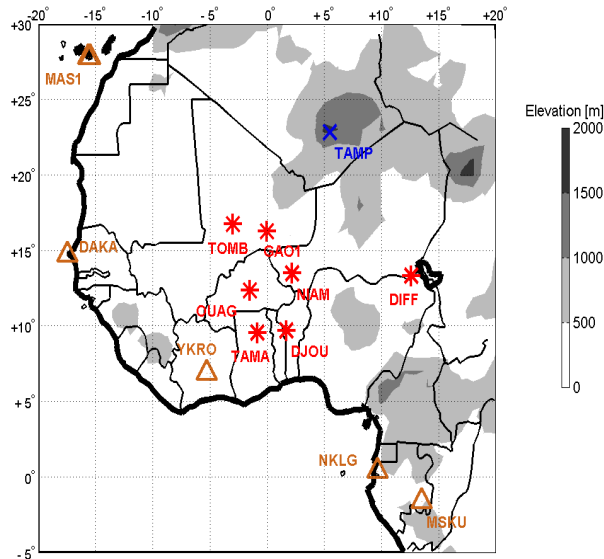 -20 -15 -10 -5 0 + 5 +10 +15 +20
+30
+25
+20
+15
+10
+ 5
0
- 5
MAS1
TAMP
TOMB
GAO1
DAKA
NIAM
DIFF
OUAG
YKRO
TAMA
DJOU
NKLG
MSKU
Elevation [m]
2000
1500
1000
500
0